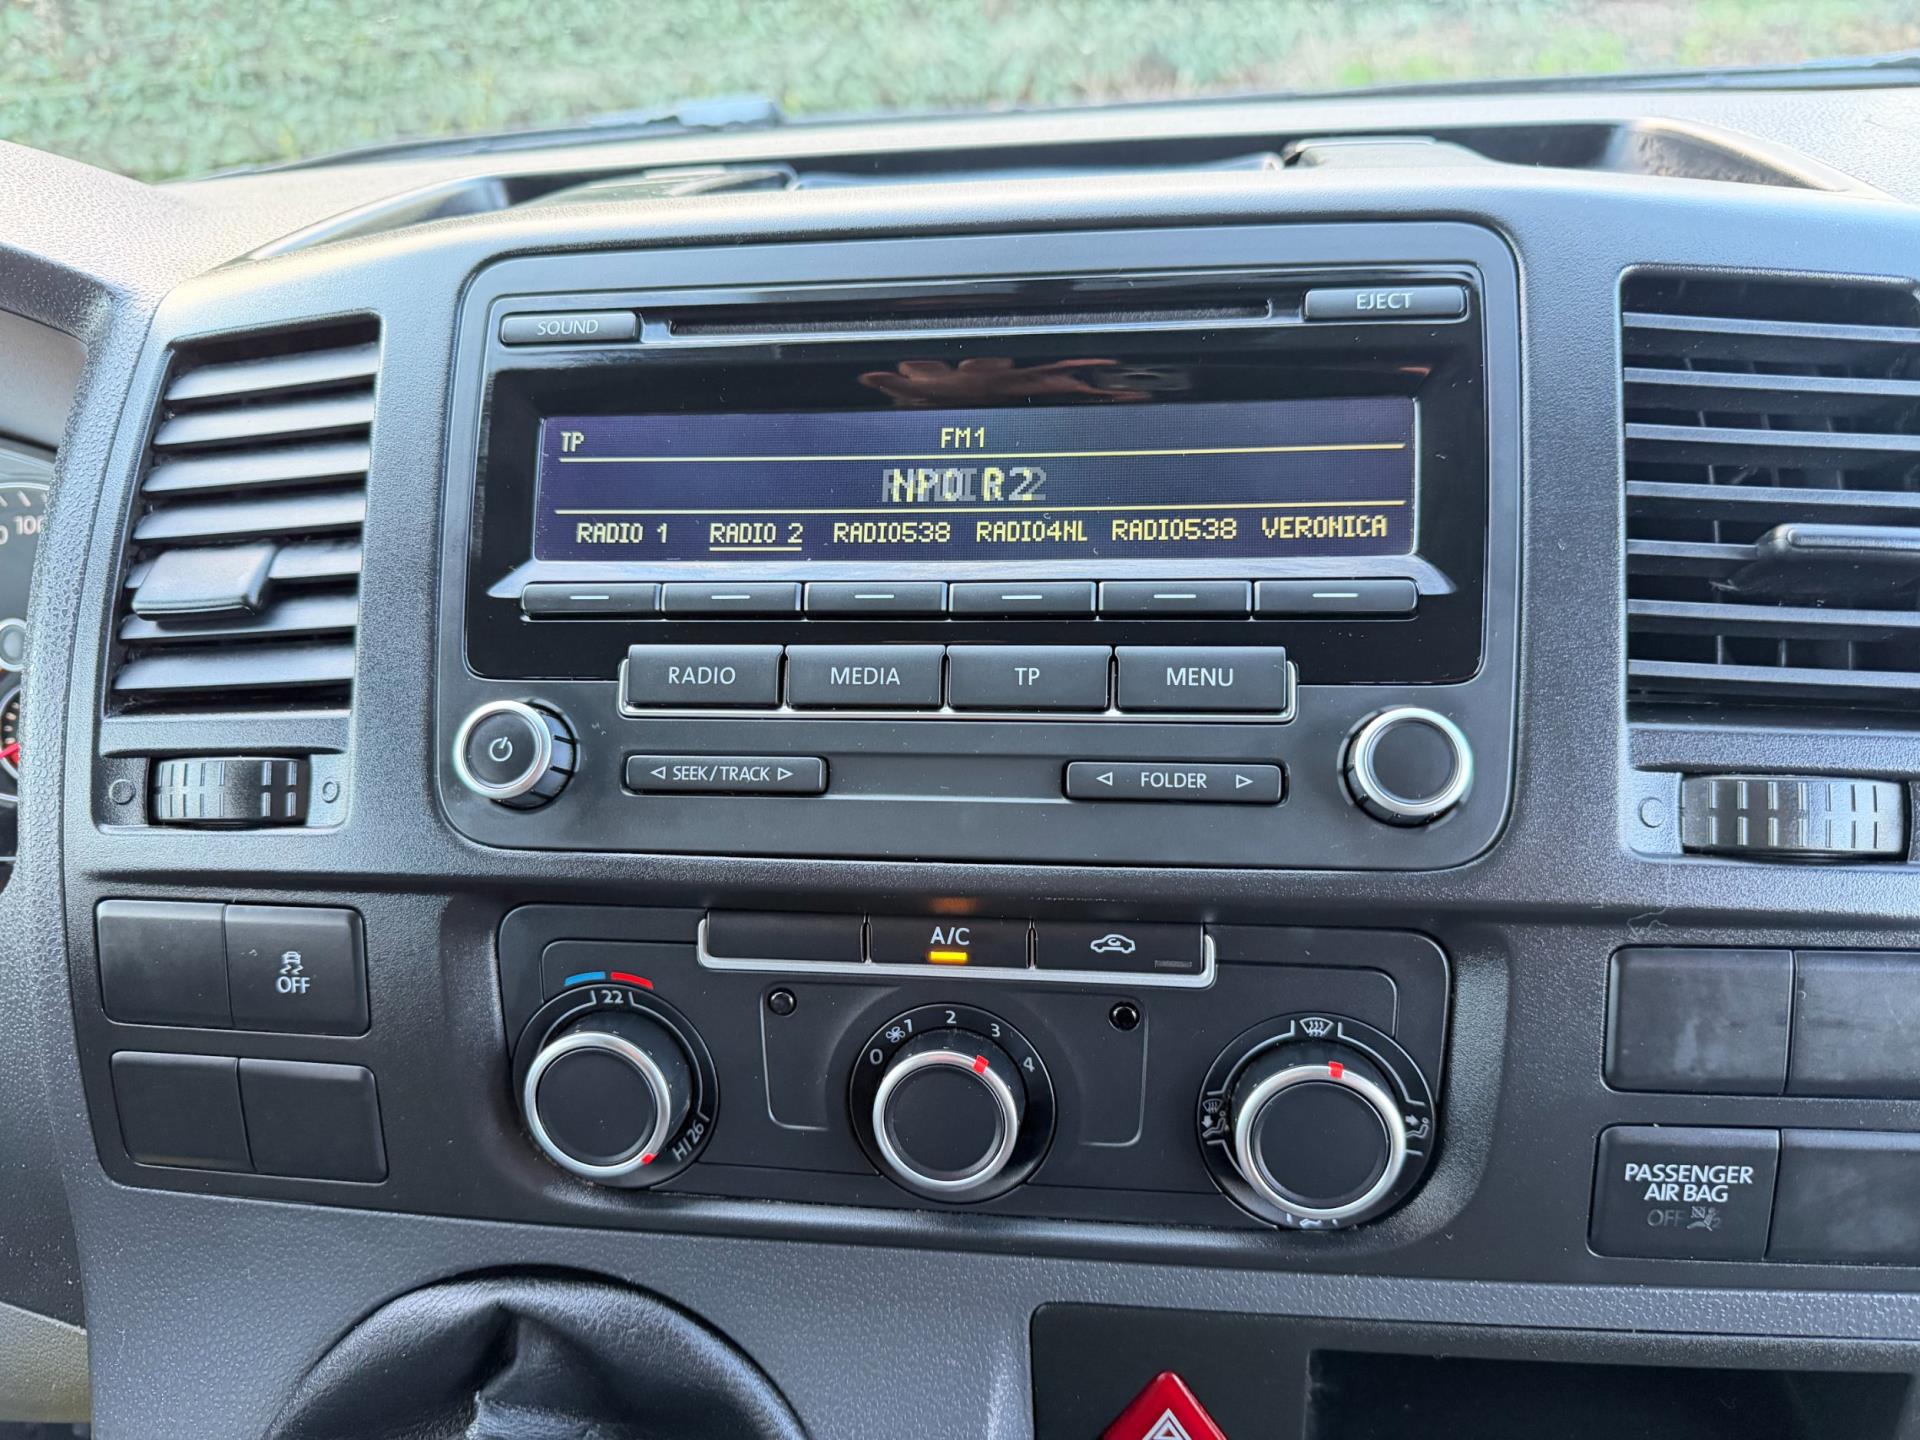 SOUND
EJECT
TP FM1
RADIO 1 RADIO 2 RADIO538 RADIO4NL RADIO538 VERONICA
RADIO MEDIA TP MENU
SEEK/TRACK
FOLDER
A/C
OFF
22
HI 26
0 1 2 3 4
PASSENGER
AIR BAG
OFF